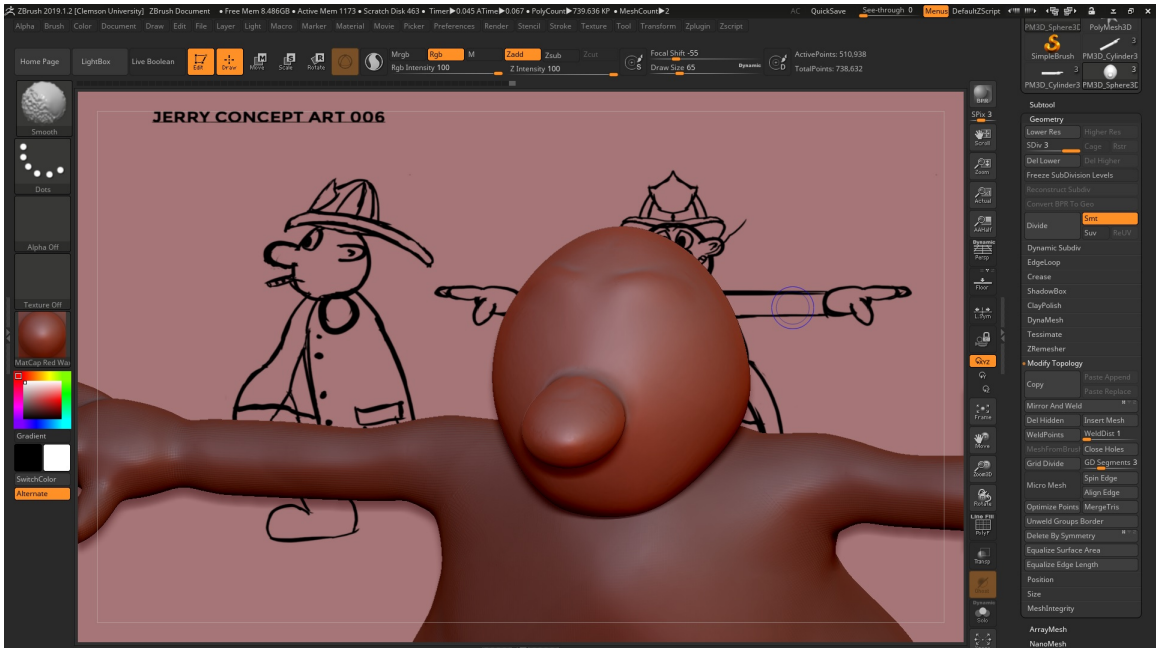 ZBrush 2019.1.2 [Clemson University] ZBrush Document • Free Mem 8.486GB • Active Mem 1173 • Scratch Disk 463 • Timer▶0.045 ATime▶0.067 • PolyCount▶739.636 KP • MeshCount▶2 AC QuickSave See-through 0 Menus DefaultZScript
Alpha Brush Color Document Draw Edit File Layer Light Macro Marker Material Movie Picker Preferences Render Stencil Stroke Texture Tool Transform Zplugin Zscript
Home Page LightBox Live Boolean Edit Draw Move Scale Rotate
Mrgb Rgb M Zadd Zsub Zcut Focal Shift -55 ActivePoints: 510,938
Rgb Intensity 100 Z Intensity 100 Draw Size 65 Dynamic TotalPoints: 738,632
Smooth
Dots
Alpha Off
Texture Off
MatCap Red Wax
Gradient
SwitchColor
Alternate
JERRY CONCEPT ART 006
BPR
SPix 3
Scroll
Zoom
Actual
AAHalf
Dynamic
Persp
Floor
L.Sym
XYZ
Frame
Move
Zoom3D
Rotate
Line Fill
PolyF
Transp
Dynamic
Solo
PM3D_Sphere3D PolyMesh3D
SimpleBrush PM3D_Cylinder3
3
PM3D_Cylinder3 PM3D_Sphere3D
3 3
Subtool
Geometry
Lower Res Higher Res
SDiv 3 Cage Rstr
Del Lower Del Higher
Freeze SubDivision Levels
Reconstruct Subdiv
Convert BPR To Geo
Divide Smt
Suv ReUV
Dynamic Subdiv
EdgeLoop
Crease
ShadowBox
ClayPolish
DynaMesh
Tessimate
ZRemesher
Modify Topology
Copy Paste Append
Paste Replace
Mirror And Weld
Del Hidden Insert Mesh
WeldPoints WeldDist 1
MeshFromBrush Close Holes
Grid Divide GD Segments 3
Micro Mesh Spin Edge
Align Edge
Optimize Points MergeTris
Unweld Groups Border
Delete By Symmetry
Equalize Surface Area
Equalize Edge Length
Position
Size
MeshIntegrity
ArrayMesh
NanoMesh